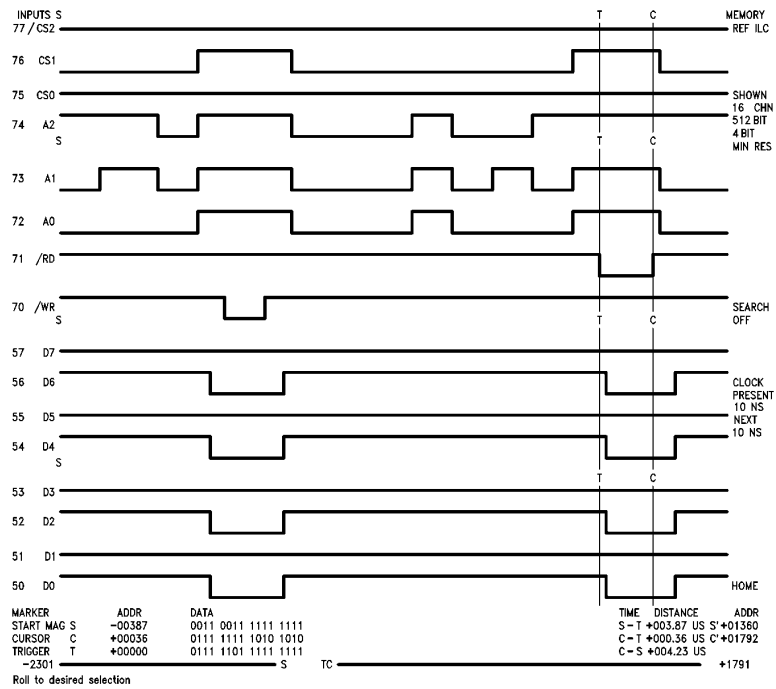 INPUTS S T C MEMORY
77 /CS2 REF ILC
76 CS1
75 CS0 SHOWN
16 CHN
74 A2 512 BIT
4 BIT
S T C MIN RES
73 A1
72 A0
71 /RD
70 /WR SEARCH
S T C OFF
57 D7
56 D6 CLOCK
PRESENT
10 NS
55 D5 NEXT
54 D4 10 NS
S
T C
53 D3
52 D2
51 D1
50 D0 HOME
MARKER ADDR DATA TIME DISTANCE ADDR
START MAG S -00387 0011 0011 1111 1111 S-T +003.87 US S'+01360
CURSOR C +00036 0111 1111 1010 1010 C-T +000.36 US C'+01792
TRIGGER T +00000 0111 1101 1111 1111 C-S +004.23 US
-2301 S TC +1791
Roll to desired selection